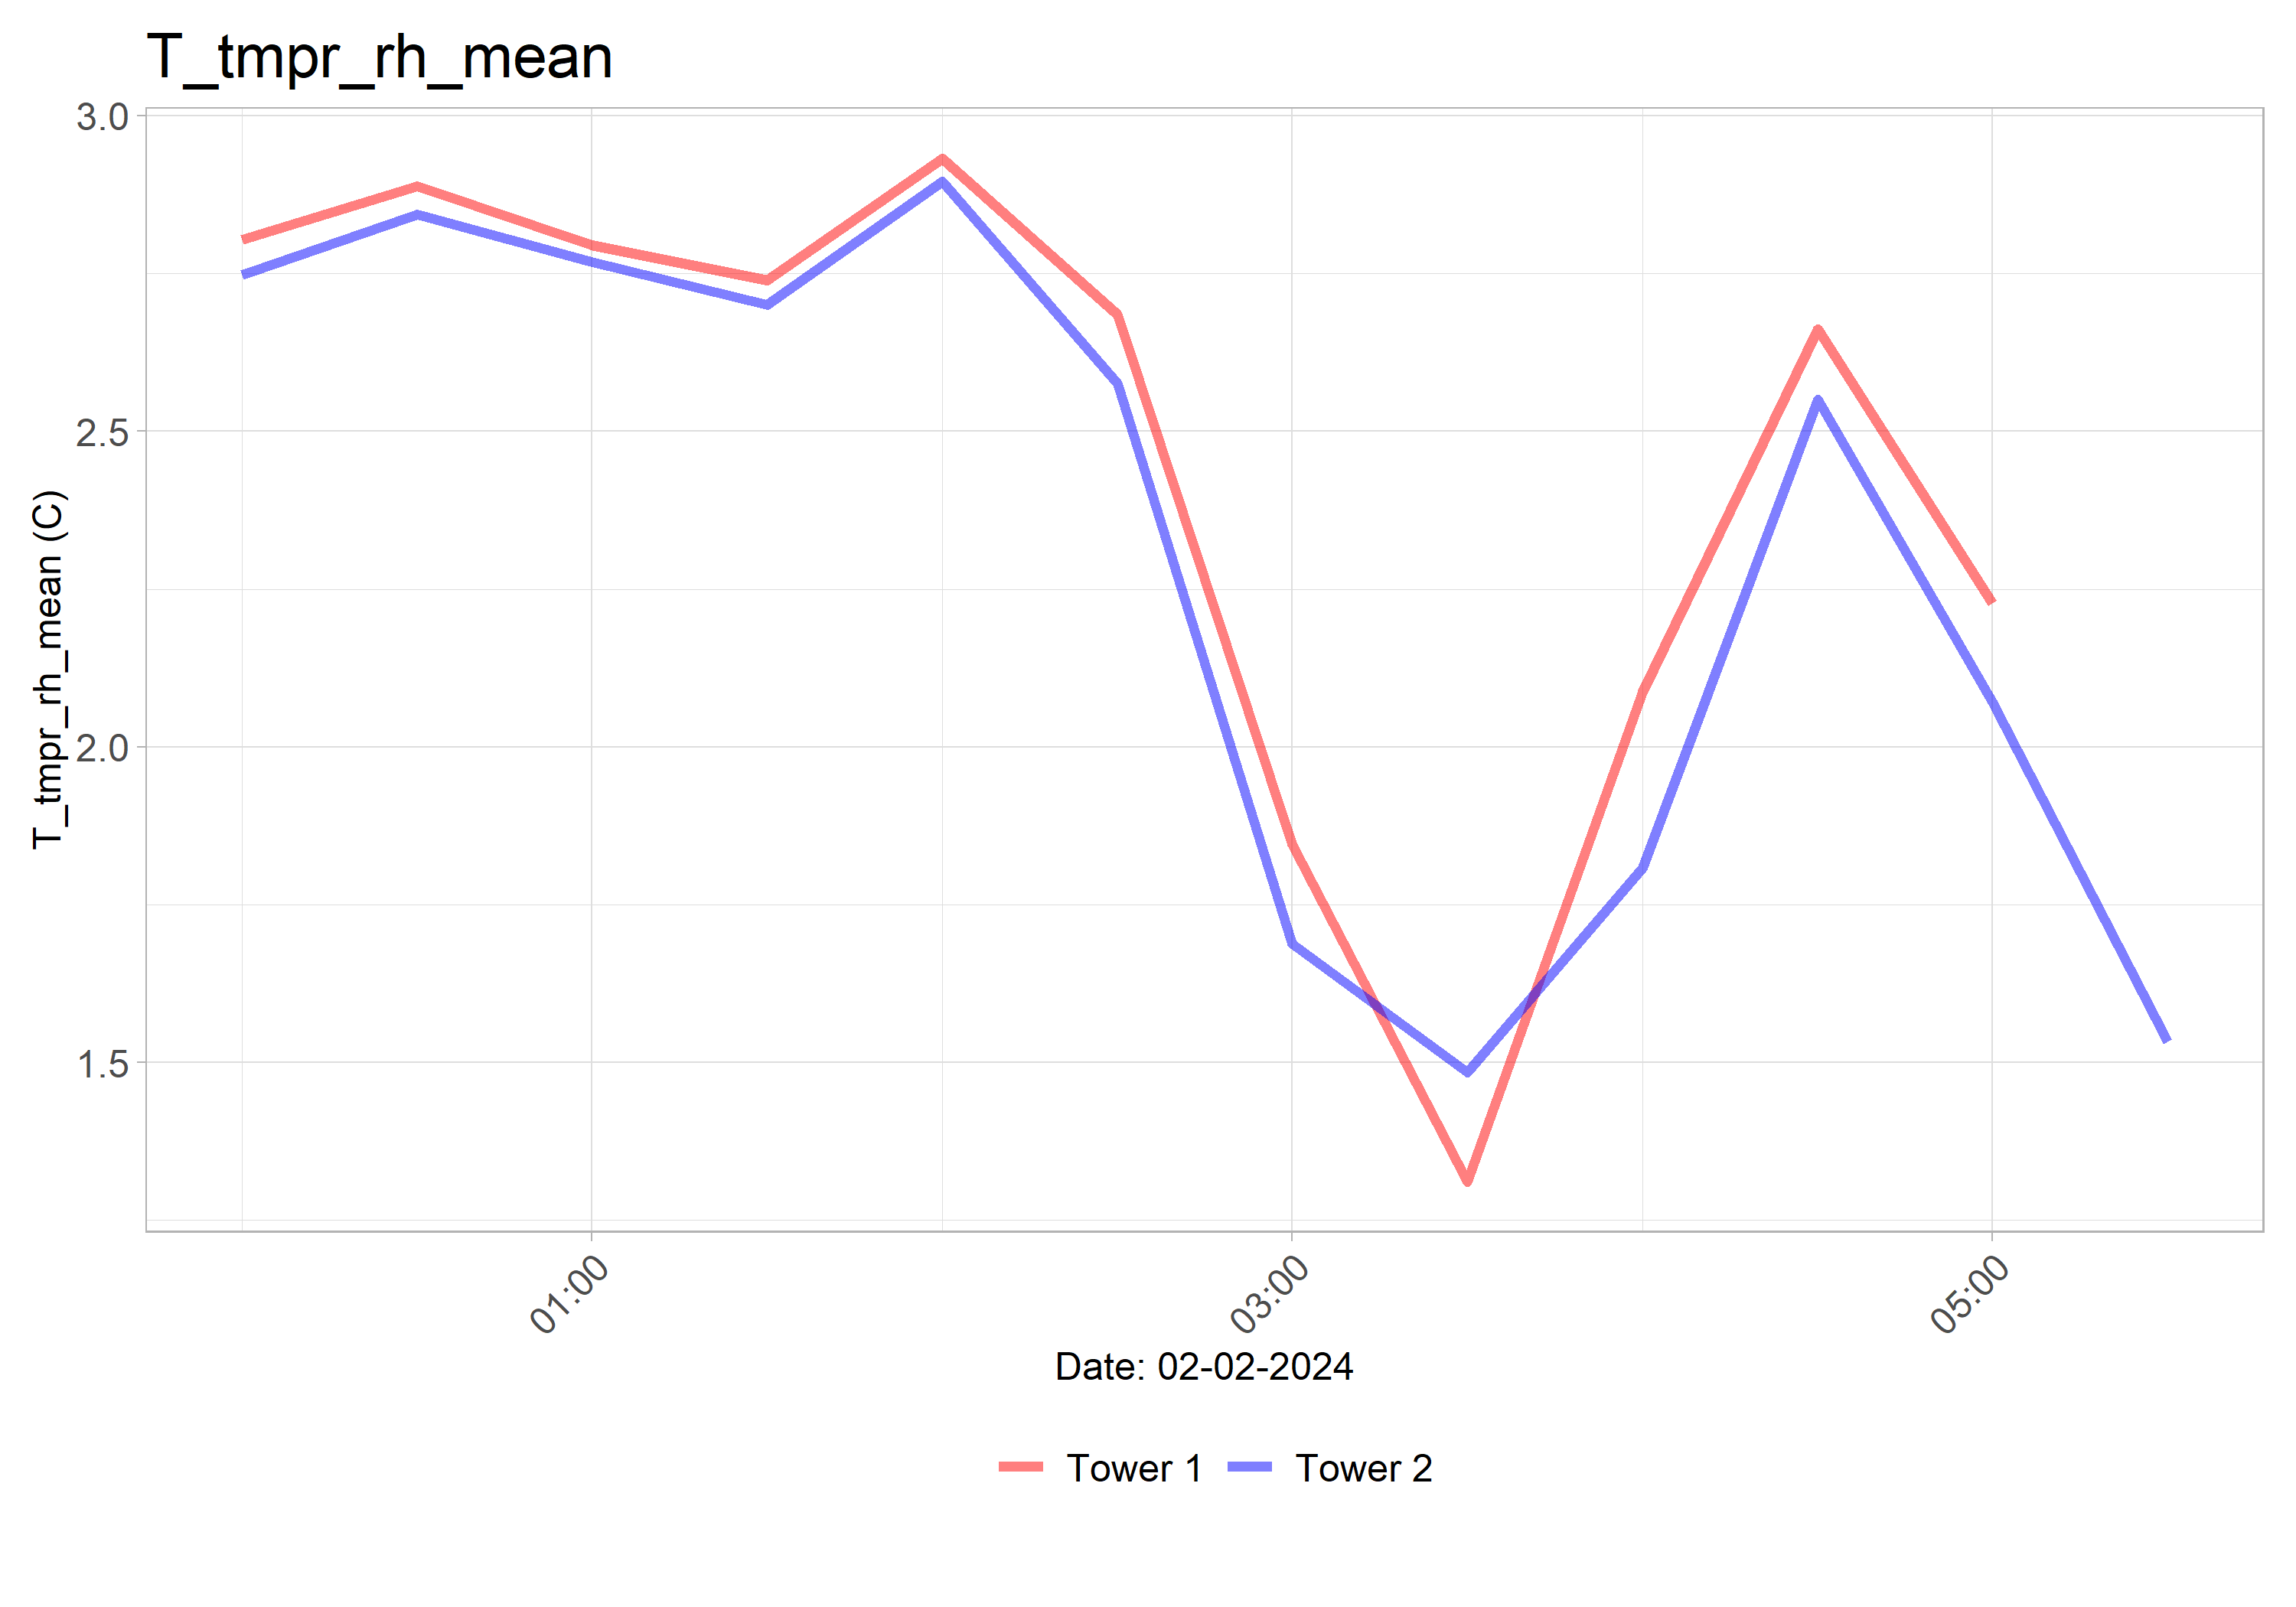 T_tmpr_rh_mean
3.0
2.5
2.0
1.5
T_tmpr_rh_mean (C)
01:00
03:00
05:00
Date: 02-02-2024
Tower 1
Tower 2